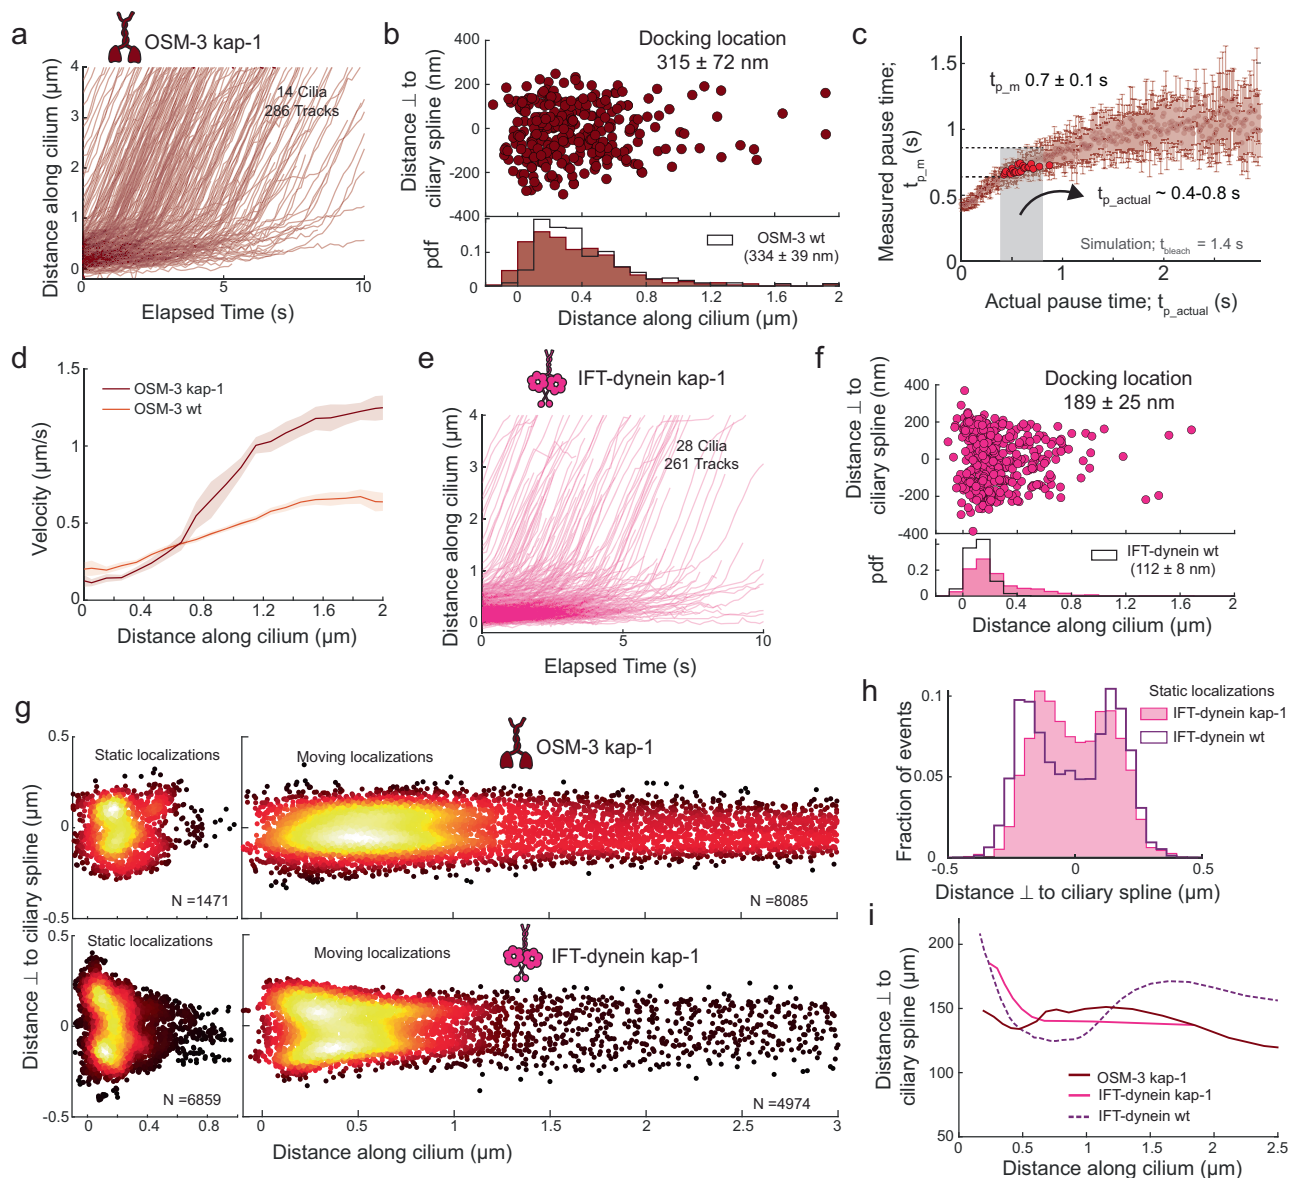 a
OSM-3 kap-1
Distance along cilium (µm)
4
3
2
1
0
14 Cilia
286 Tracks
0
5
10
Elapsed Time (s)
b
Docking location
315 ± 72 nm
Distance ⊥ to
ciliary spline (nm)
400
200
0
-200
-400
pdf
0.1
0
OSM-3 wt
(334 ± 39 nm)
0
0.4
0.8
1.2
1.6
2
Distance along cilium (µm)
c
Measured pause time;
t_p_m (s)
1.5
1
0.5
0
t_p_m 0.7 ± 0.1 s
t_p_actual ~ 0.4-0.8 s
Simulation; t_bleach = 1.4 s
0
1
2
Actual pause time; t_p_actual (s)
d
Velocity (µm/s)
1.5
1
0.5
0
OSM-3 kap-1
OSM-3 wt
0
0.4
0.8
1.2
1.6
2
Distance along cilium (µm)
e
IFT-dynein kap-1
Distance along cilium (µm)
4
3
2
1
0
28 Cilia
261 Tracks
0
5
10
Elapsed Time (s)
f
Docking location
189 ± 25 nm
Distance ⊥ to
ciliary spline (nm)
400
200
0
-200
-400
pdf
0.2
0
IFT-dynein wt
(112 ± 8 nm)
0
0.4
0.8
1.2
1.6
2
Distance along cilium (µm)
g
OSM-3 kap-1
Distance ⊥ to ciliary spline (µm)
0.5
0
-0.5
Static localizations
N =1471
Moving localizations
N =8085
0.5
0
-0.5
Static localizations
N =6859
Moving localizations
IFT-dynein kap-1
N =4974
0
0.4
0.8
0
0.5
1
1.5
2
2.5
3
Distance along cilium (µm)
h
Fraction of events
0.1
0.05
0
Static localizations
IFT-dynein kap-1
IFT-dynein wt
-0.5
0
0.5
Distance ⊥ to ciliary spline (µm)
i
Distance ⊥ to
ciliary spline (µm)
200
150
100
50
OSM-3 kap-1
IFT-dynein kap-1
IFT-dynein wt
0
0.5
1
1.5
2
2.5
Distance along cilium (µm)